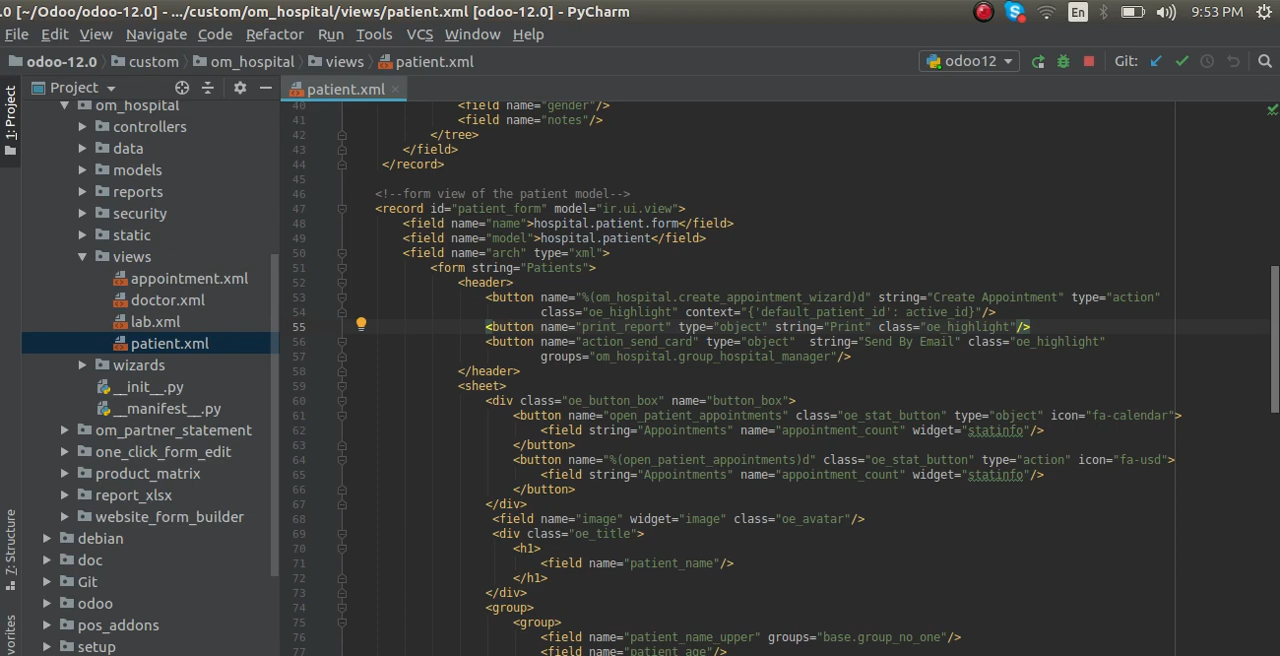 .0 [~/Odoo/odoo-12.0] - .../custom/om_hospital/views/patient.xml [odoo-12.0] - PyCharm
En
9:53 PM
File Edit View Navigate Code Refactor Run Tools VCS Window Help
odoo-12.0 custom om_hospital views patient.xml
odoo12
Git:
Project
patient.xml
1: Project
7: Structure
om_hospital
controllers
data
models
reports
security
static
views
appointment.xml
doctor.xml
lab.xml
patient.xml
wizards
__init__.py
__manifest__.py
om_partner_statement
one_click_form_edit
product_matrix
report_xlsx
website_form_builder
debian
doc
Git
odoo
pos_addons
setup
40 <field name="gender"/>
41 <field name="notes"/>
42 </tree>
43 </field>
44 </record>
45
46 <!--form view of the patient model-->
47 <record id="patient_form" model="ir.ui.view">
48 <field name="name">hospital.patient.form</field>
49 <field name="model">hospital.patient</field>
50 <field name="arch" type="xml">
51 <form string="Patients">
52 <header>
53 <button name="%(om_hospital.create_appointment_wizard)d" string="Create Appointment" type="action"
54 class="oe_highlight" context="{'default_patient_id': active_id}"/>
55 <button name="print_report" type="object" string="Print" class="oe_highlight"/>
56 <button name="action_send_card" type="object"  string="Send By Email" class="oe_highlight"
57 groups="om_hospital.group_hospital_manager"/>
58 </header>
59 <sheet>
60 <div class="oe_button_box" name="button_box">
61 <button name="open_patient_appointments" class="oe_stat_button" type="object" icon="fa-calendar">
62 <field string="Appointments" name="appointment_count" widget="statinfo"/>
63 </button>
64 <button name="%(open_patient_appointments)d" class="oe_stat_button" type="action" icon="fa-usd">
65 <field string="Appointments" name="appointment_count" widget="statinfo"/>
66 </button>
67 </div>
68 <field name="image" widget="image" class="oe_avatar"/>
69 <div class="oe_title">
70 <h1>
71 <field name="patient_name"/>
72 </h1>
73 </div>
74 <group>
75 <group>
76 <field name="patient_name_upper" groups="base.group_no_one"/>
77 <field name="patient_age"/>